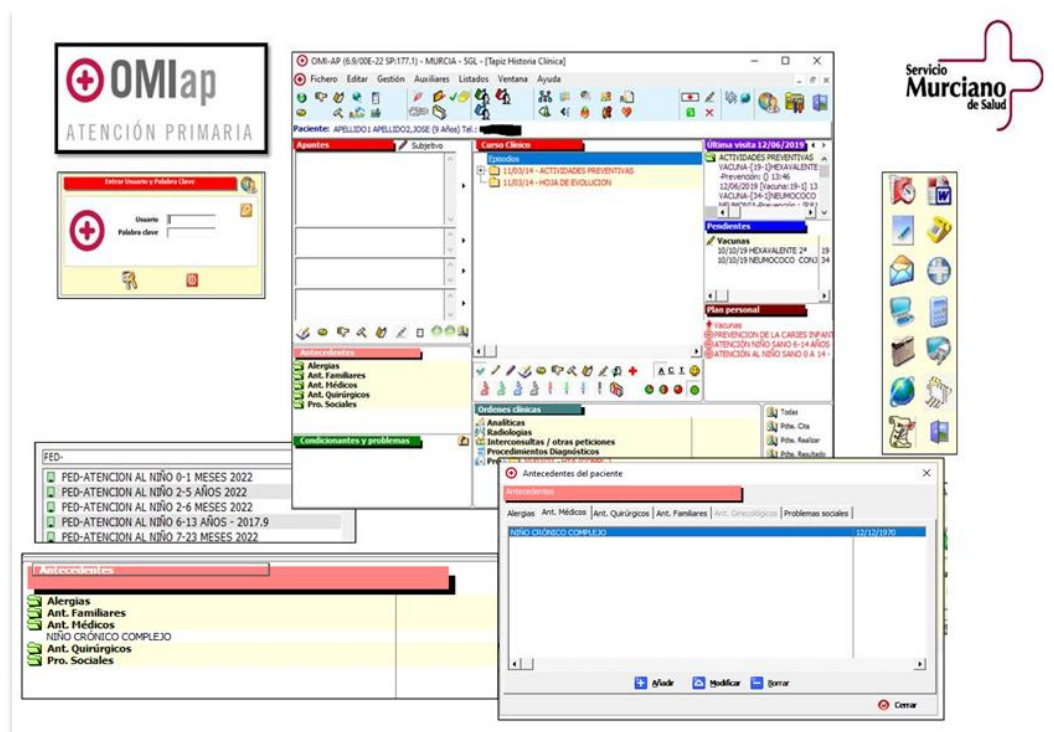 OMIap
ATENCIÓN PRIMARIA
Entrar Usuario y Palabra Clave
Usuario
Palabra clave
OMI-AP (6.9/00E-22 SP:177.1) - MURCIA - SGL - [Tapiz Historia Clínica]
Fichero Editar Gestión Auxiliares Listados Ventana Ayuda
Paciente: APELLIDO1 APELLIDO2,JOSE (9 Años) Tel.:
Apuntes
Subjetivo
Curso Clínico
Episodios
11/03/14 - ACTIVIDADES PREVENTIVAS
11/03/14 - HOJA DE EVOLUCION
Última visita 12/06/2019
ACTIVIDADES PREVENTIVAS
VACUNA-[19-1]HEXAVALENTE
-Prevención: () 13:46
12/06/2019 [Vacuna:19-1] 13
VACUNA-[34-1]NEUMOCOCO
Pendientes
Vacunas
10/10/19 HEXAVALENTE 2ª 19
10/10/19 NEUMOCOCO CONJ 34
Plan personal
Vacunas
PREVENCION DE LA CARIES INFANT
ATENCIÓN NIÑO SANO 6-14 AÑOS
ATENCIÓN AL NIÑO SANO 0 A 14 -
Antecedentes
Alergias
Ant. Familiares
Ant. Médicos
Ant. Quirúrgicos
Pro. Sociales
Condicionantes y problemas
A C I
Ordenes clínicas
Analíticas
Radiologias
Interconsultas / otras peticiones
Procedimientos Diagnósticos
Todas
Pdte. Cita
Pdte. Realizar
Pdte. Resultado
Servicio
Murciano
de Salud
FED-
PED-ATENCION AL NIÑO 0-1 MESES 2022
PED-ATENCION AL NIÑO 2-5 AÑOS 2022
PED-ATENCION AL NIÑO 2-6 MESES 2022
PED-ATENCION AL NIÑO 6-13 AÑOS - 2017.9
PED-ATENCION AL NIÑO 7-23 MESES 2022
Antecedentes
Alergias
Ant. Familiares
Ant. Médicos
NIÑO CRÓNICO COMPLEJO
Ant. Quirúrgicos
Pro. Sociales
Antecedentes del paciente
Antecedentes
Alergias Ant. Médicos Ant. Quirúrgicos Ant. Familiares Ant. Ginecológicos Problemas sociales
NIÑO CRÓNICO COMPLEJO 12/12/1970
Añadir Modificar Borrar
Cerrar